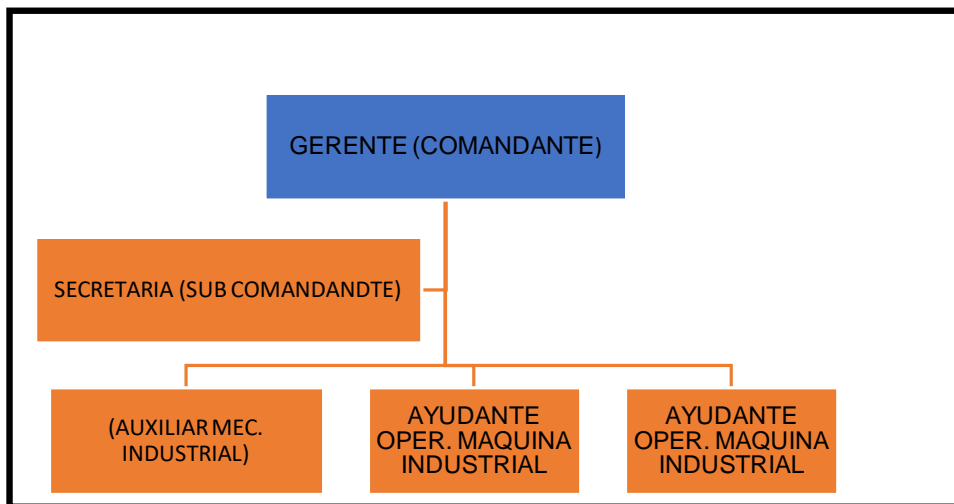 GERENTE (COMANDANTE)
SECRETARIA (SUB COMANDANDTE)
(AUXILIAR MEC.
INDUSTRIAL)
AYUDANTE
OPER. MAQUINA
INDUSTRIAL
AYUDANTE
OPER. MAQUINA
INDUSTRIAL